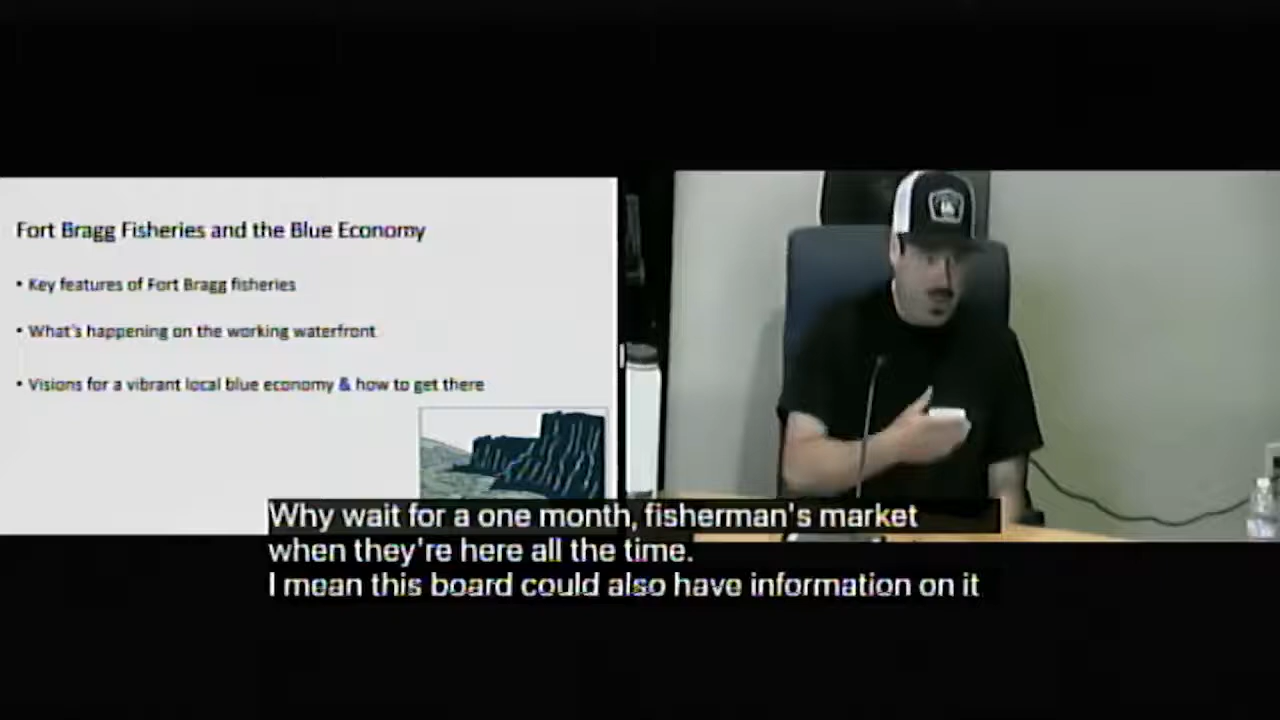 Fort Bragg Fisheries and the Blue Economy
• Key features of Fort Bragg fisheries
• What's happening on the working waterfront
• Visions for a vibrant local blue economy & how to get there
Why wait for a one month, fisherman's market
when they're here all the time.
I mean this board could also have information on it